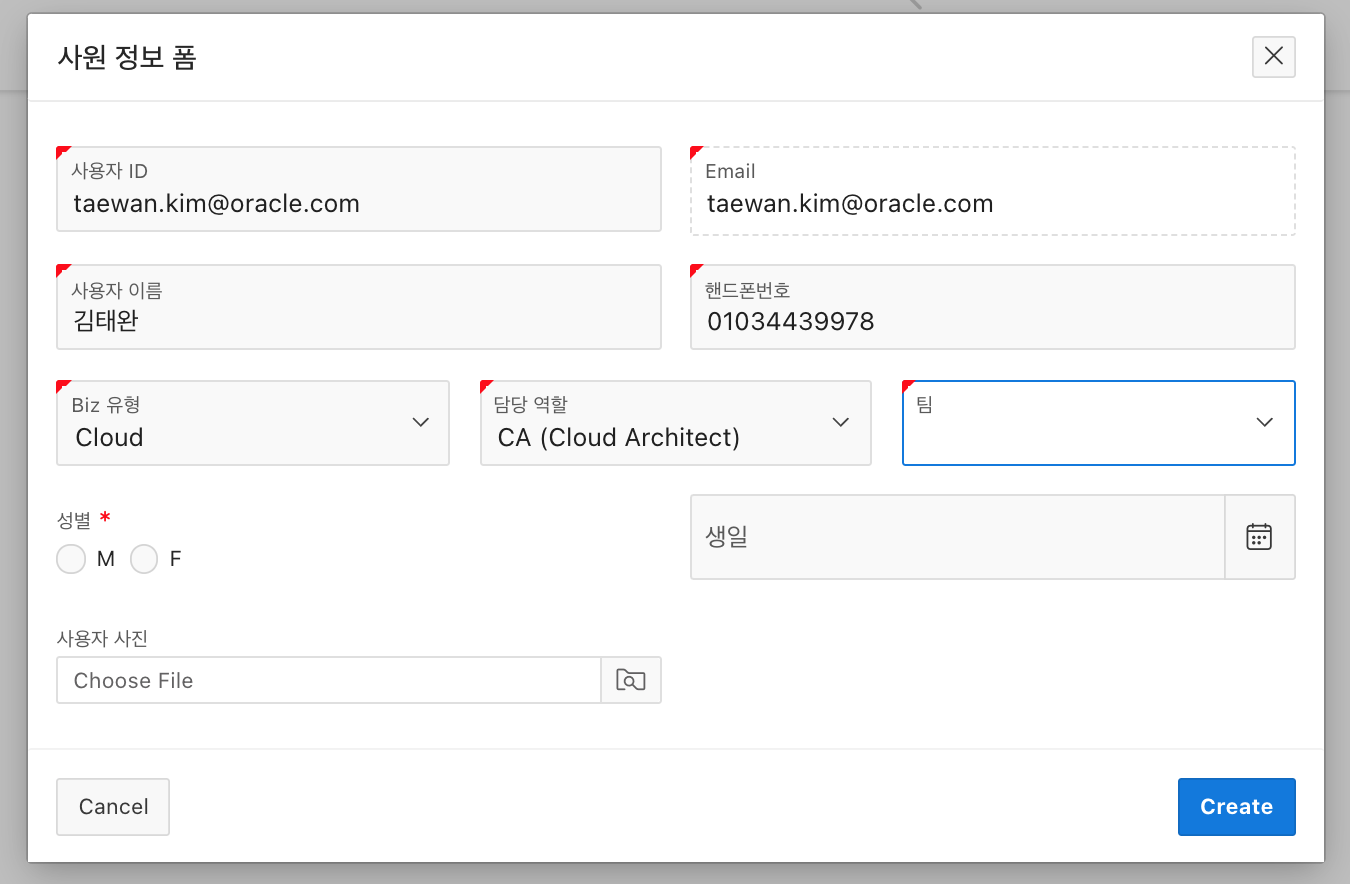 사원 정보 폼
사용자 ID
taewan.kim@oracle.com
Email
taewan.kim@oracle.com
사용자 이름
김태완
핸드폰번호
01034439978
Biz 유형
Cloud
담당 역할
CA (Cloud Architect)
팀
성별 *
M F
생일
사용자 사진
Choose File
Cancel
Create